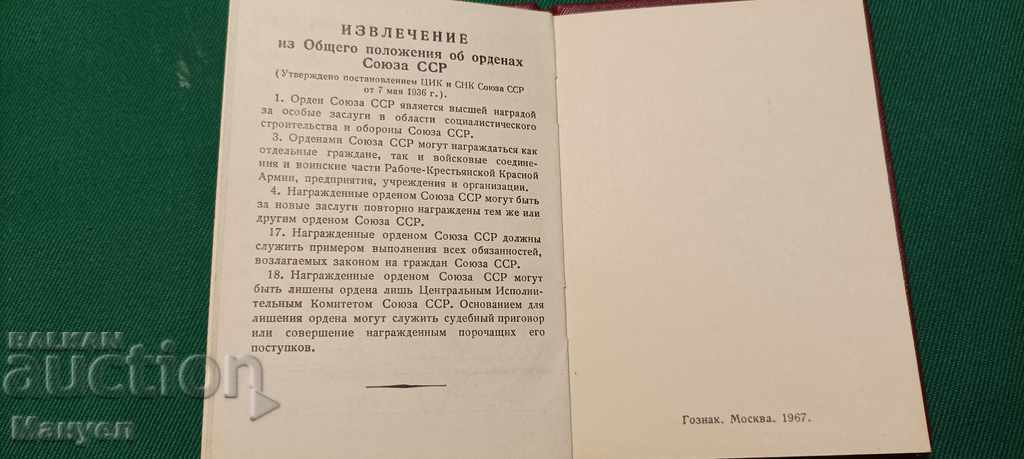 ИЗВЛЕЧЕНИЕ
из Общего положения об орденах
Союза ССР
(Утверждено постановлением ЦИК и СНК Союза ССР
от 7 мая 1936 г.).
1. Орден Союза ССР является высшей наградой
за особые заслуги в области социалистического
строительства и обороны Союза ССР.
3. Орденами Союза ССР могут награждаться как
отдельные граждане, так и войсковые соедине-
ния и воинские части Рабоче-Крестьянской Красной
Армии, предприятия, учреждения и организации.
4. Награжденные орденом Союза ССР могут быть
за новые заслуги повторно награждены тем же или
другим орденом Союза ССР.
17. Награжденные орденом Союза ССР должны
служить примером выполнения всех обязанностей,
возлагаемых законом на граждан Союза ССР.
18. Награжденные орденом Союза ССР могут
быть лишены ордена лишь Центральным Исполни-
тельным Комитетом Союза ССР. Основанием для
лишения ордена могут служить судебный приговор
или совершение награжденным порочащих его
поступков.
Гознак. Москва. 1967.
BALKAN
auction
Макуел